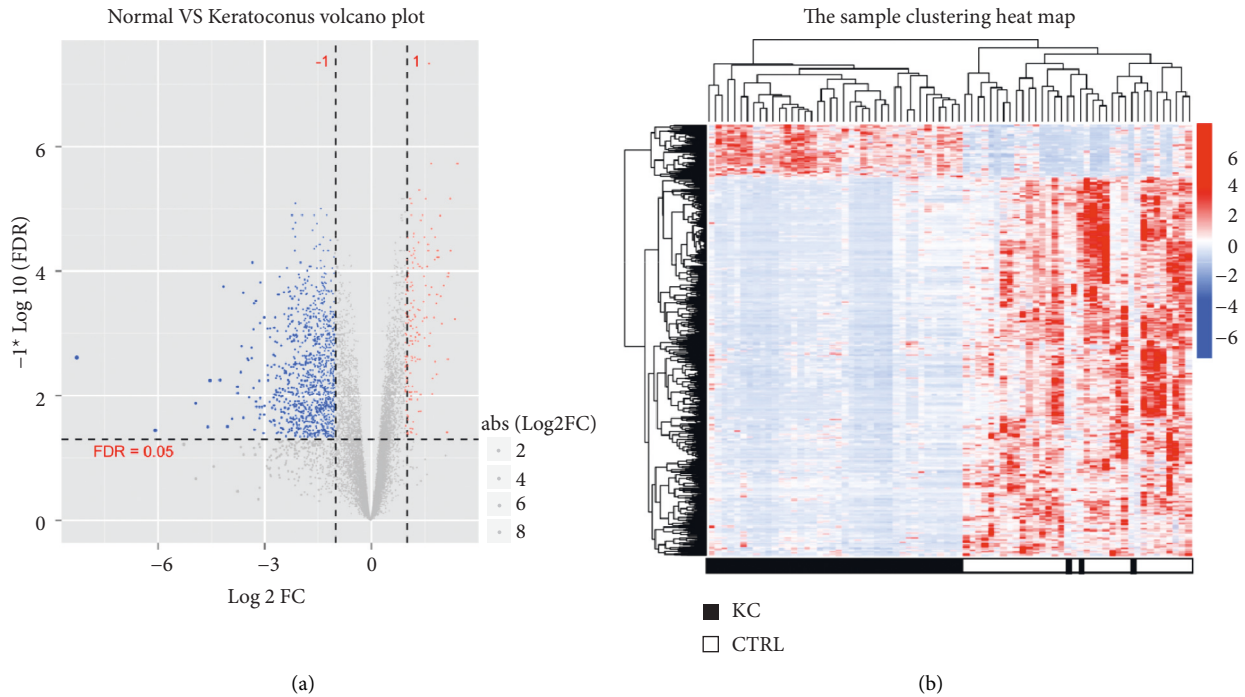 Normal VS Keratoconus volcano plot
-1
1
6
4
2
0
−1* Log 10 (FDR)
FDR = 0.05
−6
−3
0
Log 2 FC
abs (Log2FC)
2
4
6
8
(a)
The sample clustering heat map
6
4
2
0
−2
−4
−6
KC
CTRL
(b)